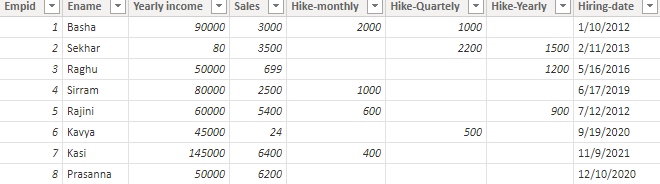 Empid Ename Yearly income Sales Hike-monthly Hike-Quartely Hike-Yearly Hiring-date
1 Basha 90000 3000 2000 1000 1/10/2012
2 Sekhar 80 3500 2200 1500 2/11/2013
3 Raghu 50000 699 1200 5/16/2016
4 Sirram 80000 2500 1000 6/17/2019
5 Rajini 60000 5400 600 900 7/12/2012
6 Kavya 45000 24 500 9/19/2020
7 Kasi 145000 6400 400 11/9/2021
8 Prasanna 50000 6200 12/10/2020